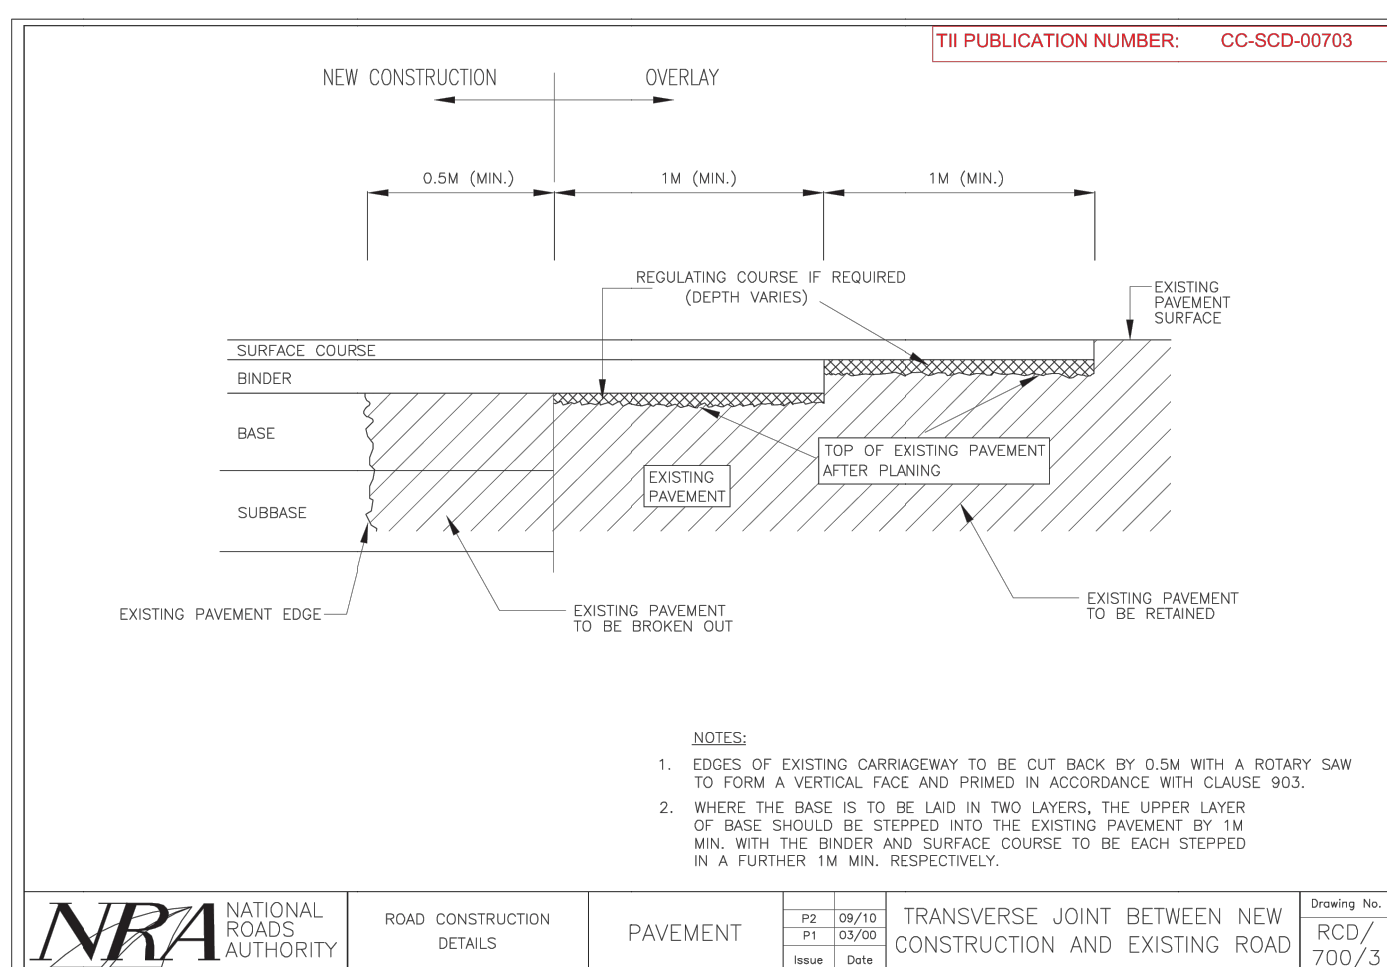 TII PUBLICATION NUMBER: CC-SCD-00703
NEW CONSTRUCTION
OVERLAY
0.5M (MIN.)
1M (MIN.)
1M (MIN.)
REGULATING COURSE IF REQUIRED
(DEPTH VARIES)
EXISTING
PAVEMENT
SURFACE
SURFACE COURSE
BINDER
BASE
SUBBASE
TOP OF EXISTING PAVEMENT
AFTER PLANING
EXISTING
PAVEMENT
EXISTING PAVEMENT EDGE
EXISTING PAVEMENT
TO BE BROKEN OUT
EXISTING PAVEMENT
TO BE RETAINED
NOTES:
1. EDGES OF EXISTING CARRIAGEWAY TO BE CUT BACK BY 0.5M WITH A ROTARY SAW
TO FORM A VERTICAL FACE AND PRIMED IN ACCORDANCE WITH CLAUSE 903.
2. WHERE THE BASE IS TO BE LAID IN TWO LAYERS, THE UPPER LAYER
OF BASE SHOULD BE STEPPED INTO THE EXISTING PAVEMENT BY 1M
MIN. WITH THE BINDER AND SURFACE COURSE TO BE EACH STEPPED
IN A FURTHER 1M MIN. RESPECTIVELY.
NRA
NATIONAL
ROADS
AUTHORITY
ROAD CONSTRUCTION
DETAILS
PAVEMENT
P2 09/10
P1 03/00
Issue Date
TRANSVERSE JOINT BETWEEN NEW
CONSTRUCTION AND EXISTING ROAD
Drawing No.
RCD/
700/3